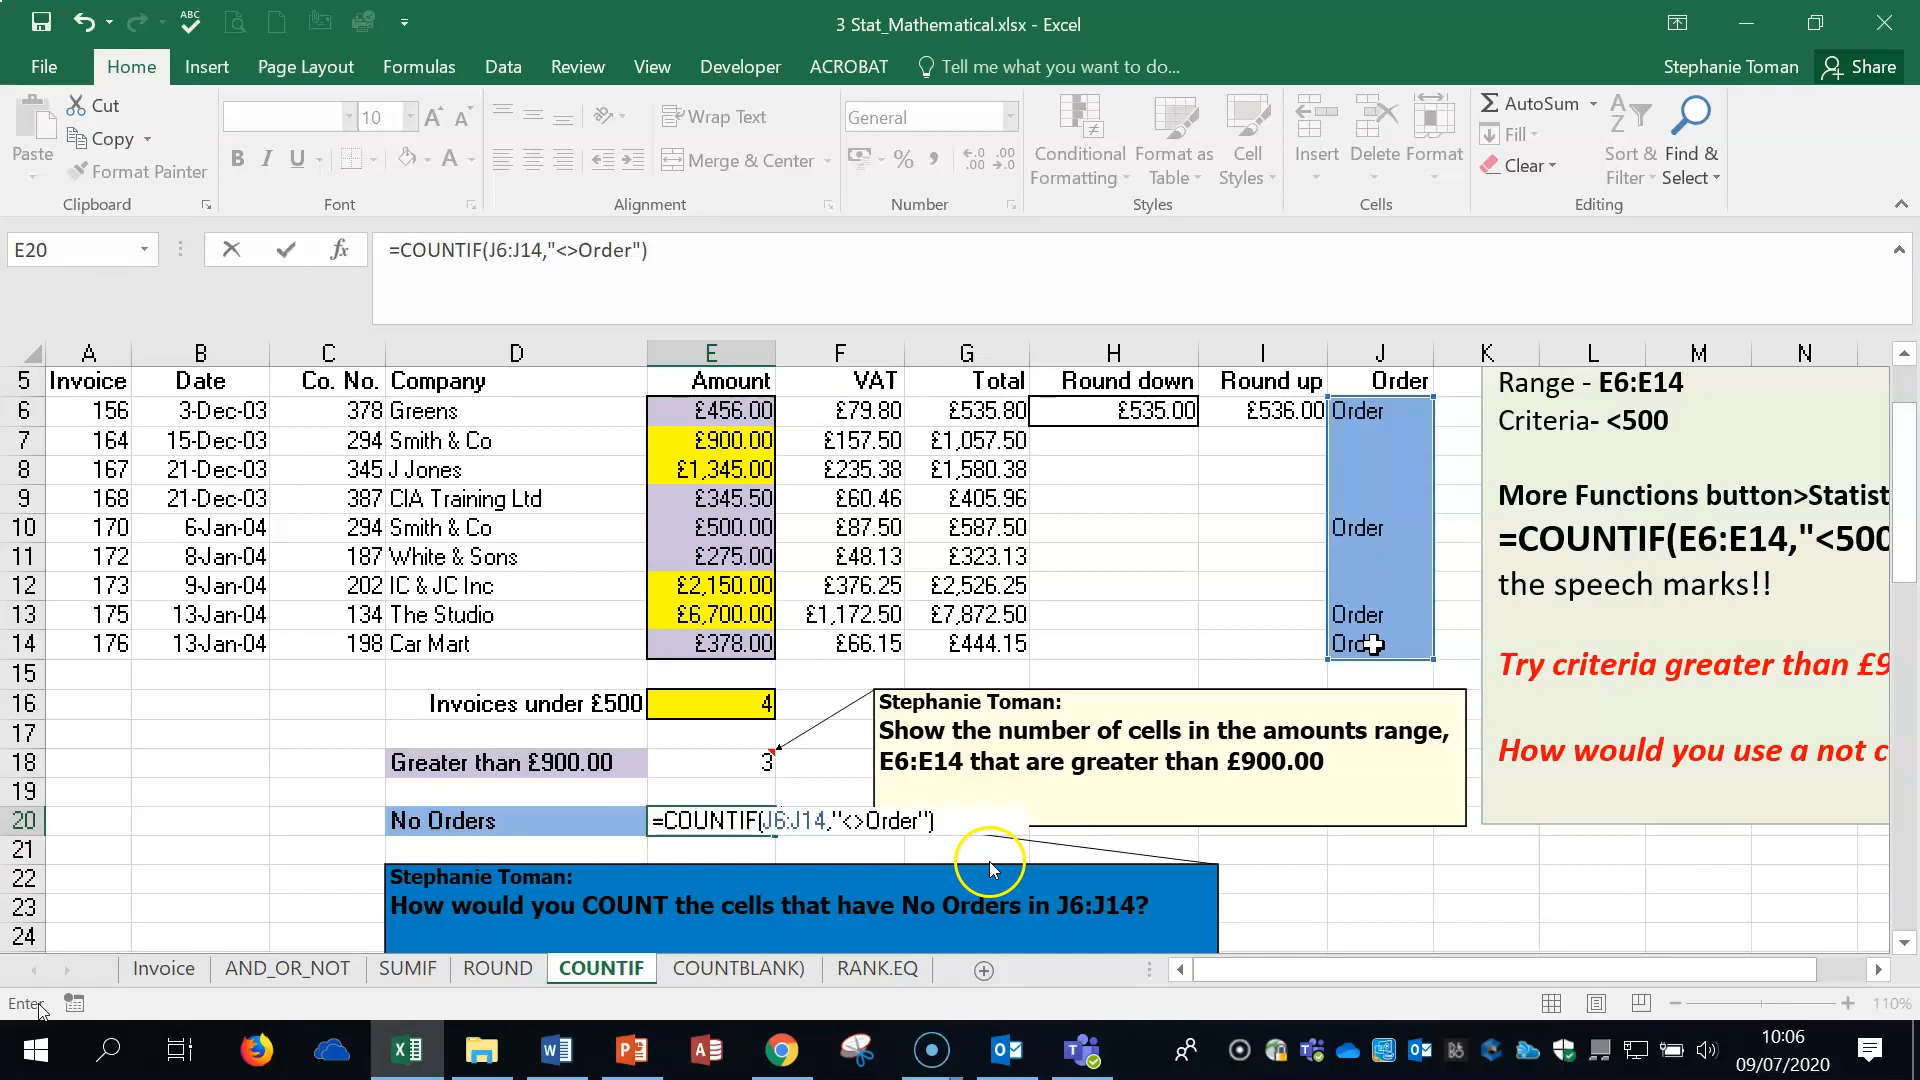 ABC
3 Stat_Mathematical.xlsx - Excel
File Home Insert Page Layout Formulas Data Review View Developer ACROBAT Tell me what you want to do... Stephanie Toman Share
Paste Cut Copy Format Painter
Clipboard
10 A A B I U A
Font
Wrap Text
Merge & Center
Alignment
General
% , .0 .00 .00 .0
Number
Conditional Formatting Format as Table Cell Styles
Styles
Insert Delete Format
Cells
AutoSum
Fill
Clear
Sort & Filter Find & Select
Editing
E20 fx =COUNTIF(J6:J14,"<>Order")
A B C D E F G H I J K L M N
5 Invoice Date Co. No. Company Amount VAT Total Round down Round up Order
6 156 3-Dec-03 378 Greens £456.00 £79.80 £535.80 £535.00 £536.00 Order
7 164 15-Dec-03 294 Smith & Co £900.00 £157.50 £1,057.50
8 167 21-Dec-03 345 J Jones £1,345.00 £235.38 £1,580.38
9 168 21-Dec-03 387 CIA Training Ltd £345.50 £60.46 £405.96
10 170 6-Jan-04 294 Smith & Co £500.00 £87.50 £587.50 Order
11 172 8-Jan-04 187 White & Sons £275.00 £48.13 £323.13
12 173 9-Jan-04 202 IC & JC Inc £2,150.00 £376.25 £2,526.25
13 175 13-Jan-04 134 The Studio £6,700.00 £1,172.50 £7,872.50 Order
14 176 13-Jan-04 198 Car Mart £378.00 £66.15 £444.15
15
16 Invoices under £500 4
17
18 Greater than £900.00 3
19
20 No Orders =COUNTIF(J6:J14,"<>Order")
21
22
23
24
Stephanie Toman:
Show the number of cells in the amounts range,
E6:E14 that are greater than £900.00
Stephanie Toman:
How would you COUNT the cells that have No Orders in J6:J14?
Range - E6:E14
Criteria- <500
More Functions button>Statist
=COUNTIF(E6:E14,"<500
the speech marks!!
Try criteria greater than £9
How would you use a not c
Invoice AND_OR_NOT SUMIF ROUND COUNTIF COUNTBLANK) RANK.EQ
Enter 110%
10:06
09/07/2020